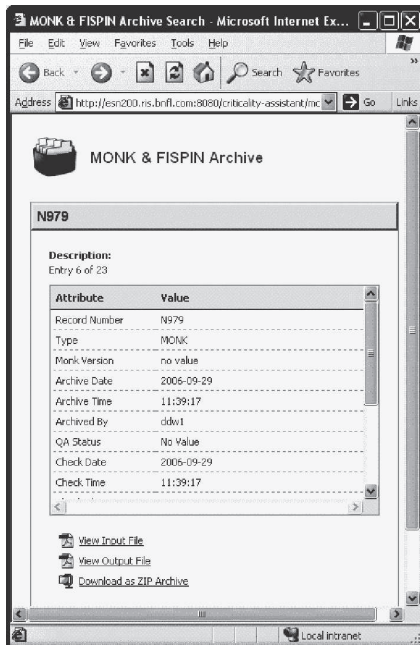 MONK & FISPIN Archive Search - Microsoft Internet Ex...
File Edit View Favorites Tools Help
Back Search Favorites
Address http://esn200.ris.bnfl.com:8080/criticality-assistant/mc Go Links
MONK & FISPIN Archive
N979
Description:
Entry 6 of 23
Attribute Value
Record Number N979
Type MONK
Monk Version no value
Archive Date 2006-09-29
Archive Time 11:39:17
Archived By ddw1
QA Status No Value
Check Date 2006-09-29
Check Time 11:39:17
View Input File
View Output File
Download as ZIP Archive
Local intranet